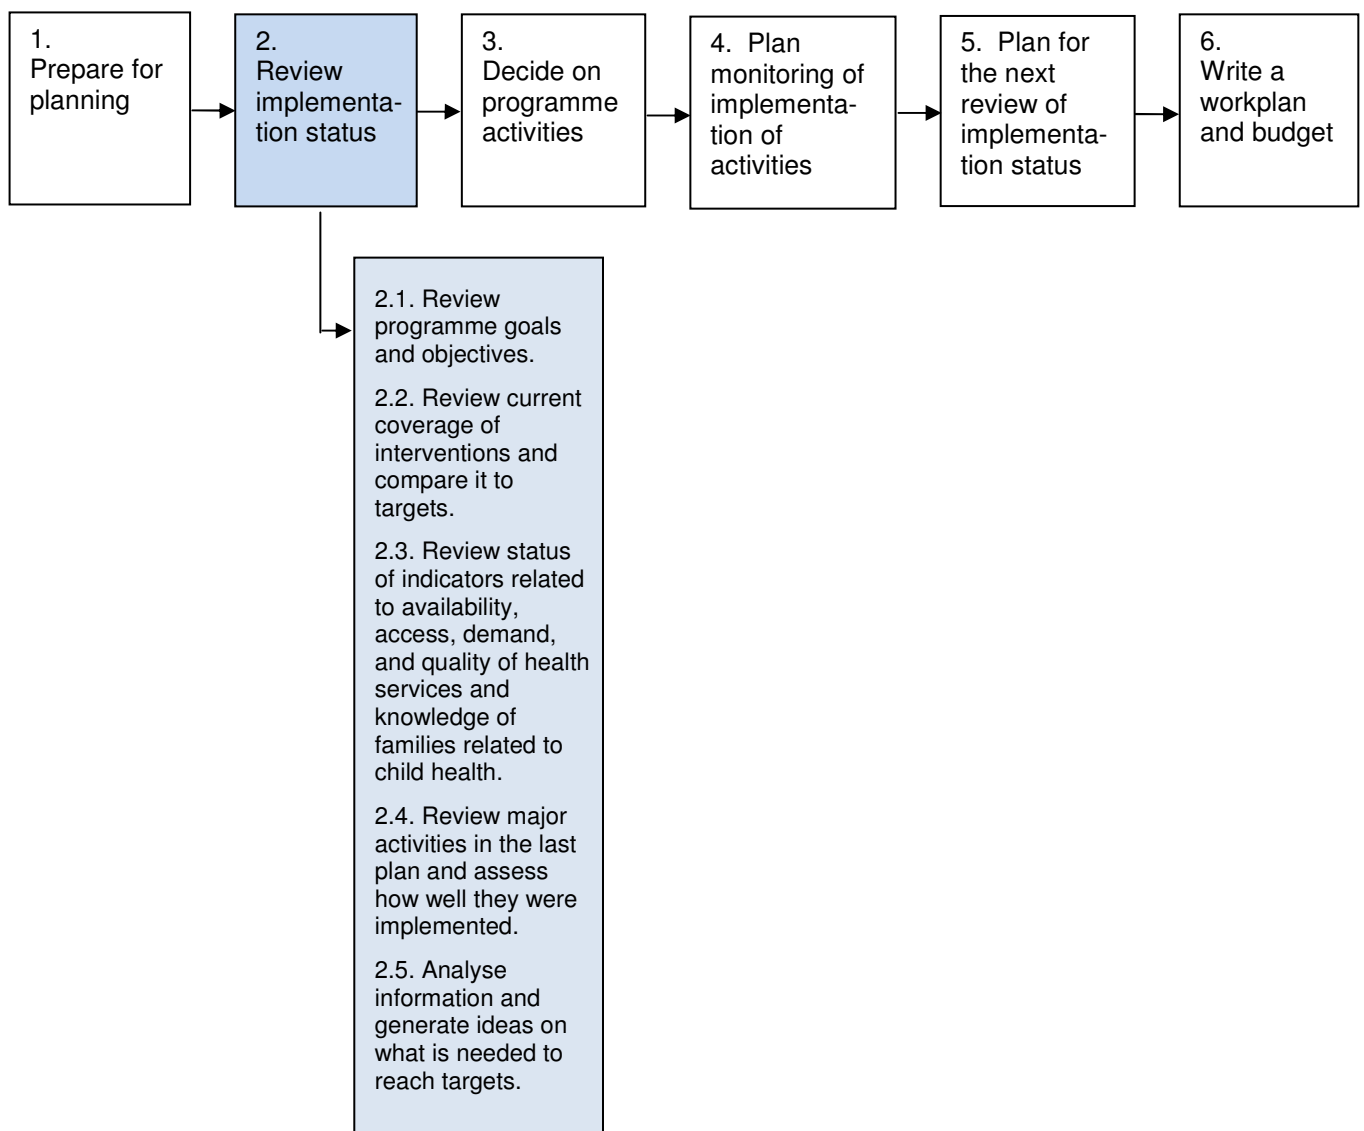 1.
Prepare for
planning
2.
Review
implementa-
tion status
3.
Decide on
programme
activities
4.  Plan
monitoring of
implementa-
tion of
activities
5.  Plan for
the next
review of
implementa-
tion status
6.
Write a
workplan
and budget
2.1. Review
programme goals
and objectives.
2.2. Review current
coverage of
interventions and
compare it to
targets.
2.3. Review status
of indicators related
to availability,
access, demand,
and quality of health
services and
knowledge of
families related to
child health.
2.4. Review major
activities in the last
plan and assess
how well they were
implemented.
2.5. Analyse
information and
generate ideas on
what is needed to
reach targets.